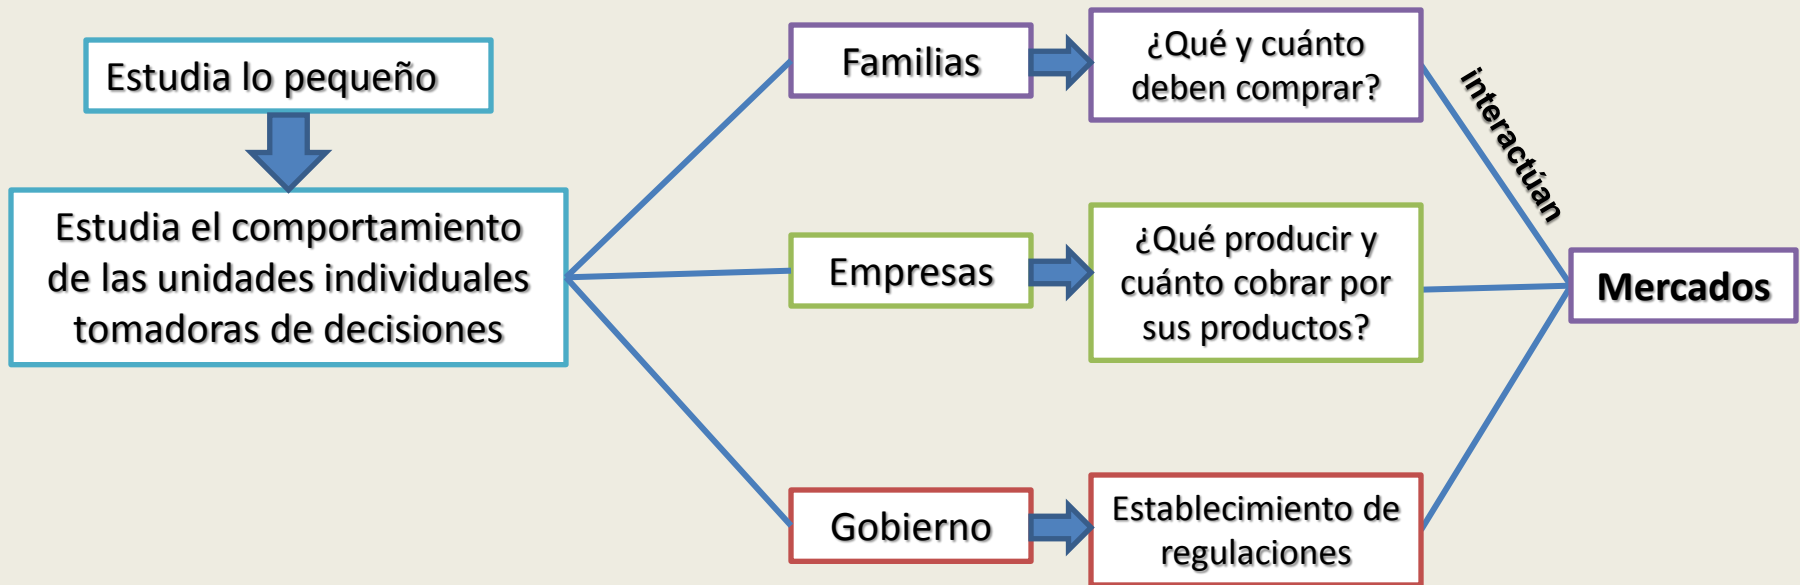 Estudia lo pequeño
Estudia el comportamiento
de las unidades individuales
tomadoras de decisiones
Familias
¿Qué y cuánto
deben comprar?
Empresas
¿Qué producir y
cuánto cobrar por
sus productos?
Gobierno
Establecimiento de
regulaciones
interactúan
Mercados